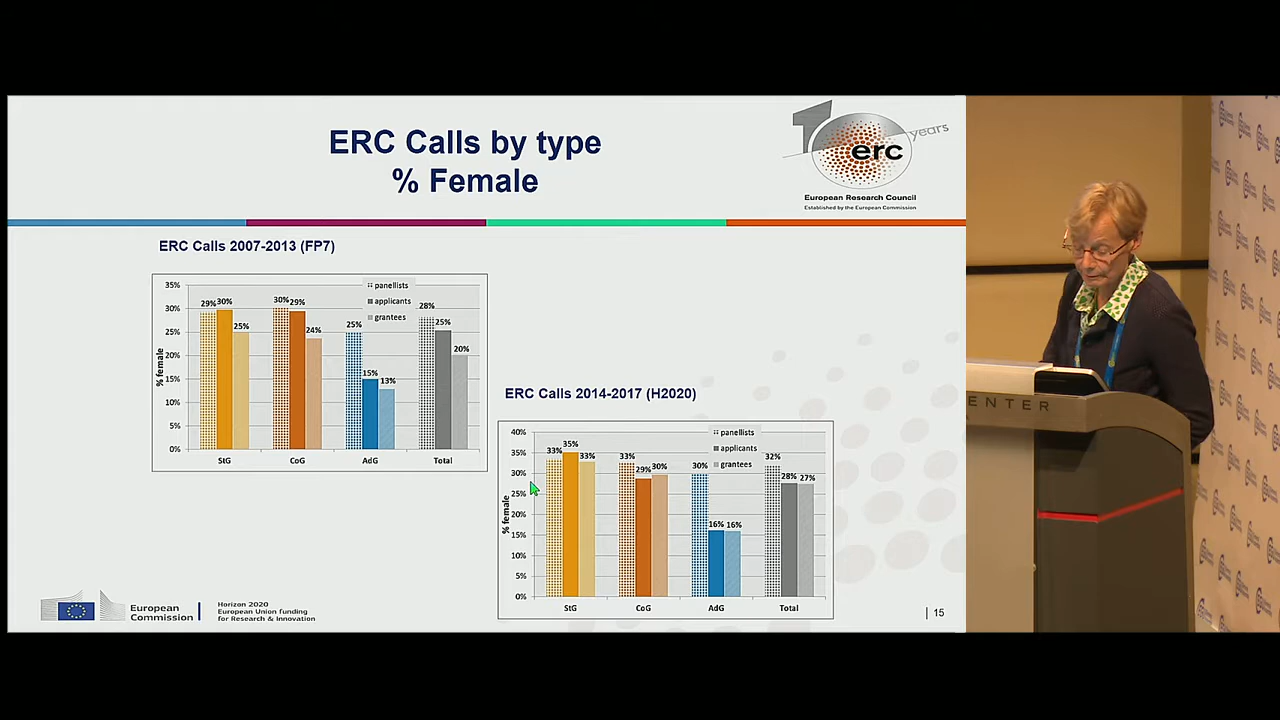 ERC Calls by type
% Female
10 years
erc
European Research Council
Established by the European Commission
ERC Calls 2007-2013 (FP7)
35%
30%
25%
20%
15%
10%
5%
0%
% female
panellists
applicants
grantees
29% 30% 25%
30% 29% 24%
25% 15% 13%
28% 25% 20%
StG CoG AdG Total
ERC Calls 2014-2017 (H2020)
40%
35%
30%
25%
20%
15%
10%
5%
0%
% female
panellists
applicants
grantees
33% 35% 33%
33% 29% 30%
30% 16% 16%
32% 28% 27%
StG CoG AdG Total
European
Commission
Horizon 2020
European Union funding
for Research & Innovation
| 15
ENTER